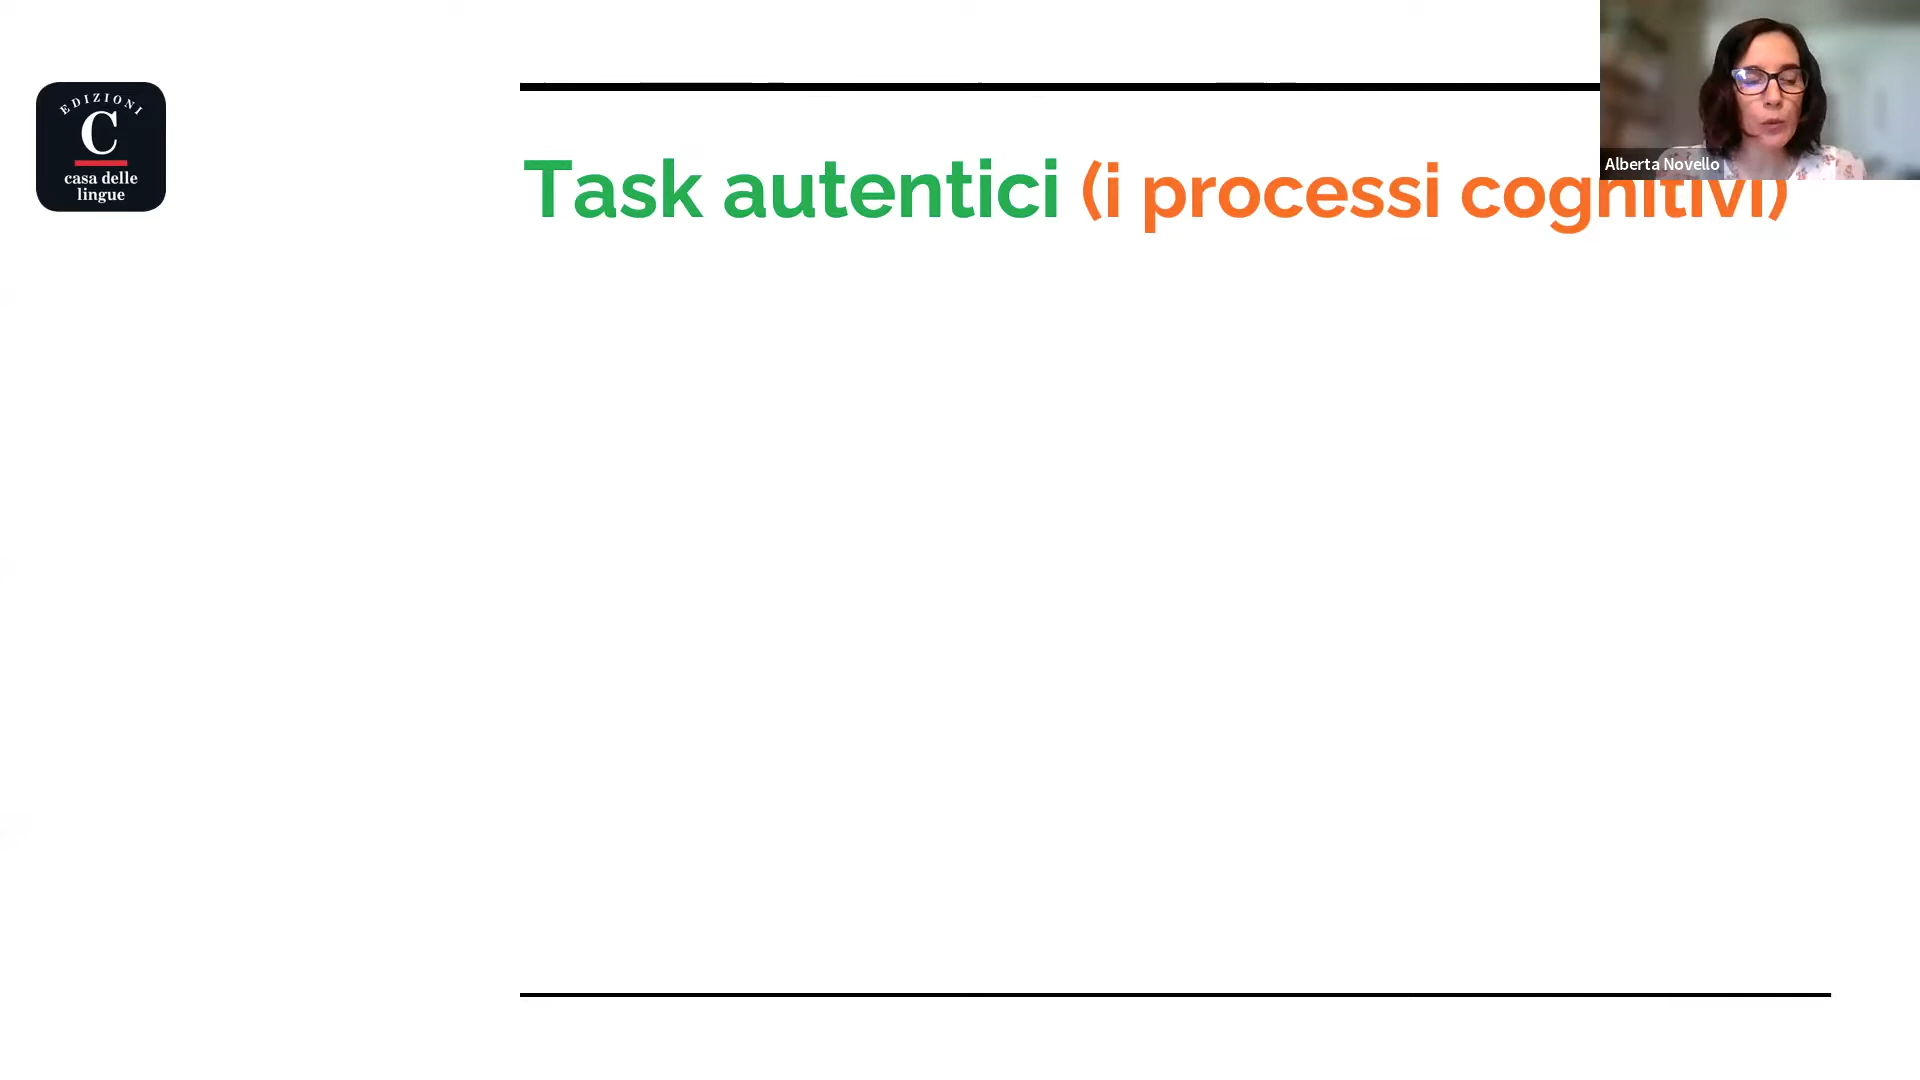 EDIZIONI
C
casa delle
lingue
Task autentici (i processi cognitivi)
Alberta Novello